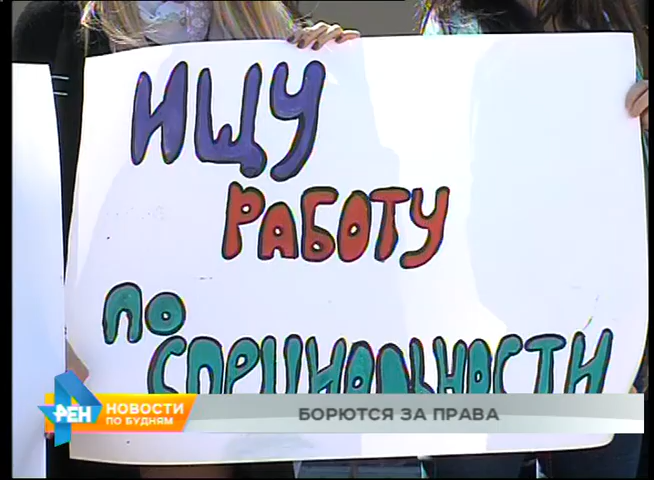 ИЩУ
РАБОТУ
ПО
СПЕЦИАЛЬНОСТИ
РЕН
НОВОСТИ
ПО БУДНЯМ
БОРЮТСЯ ЗА ПРАВА